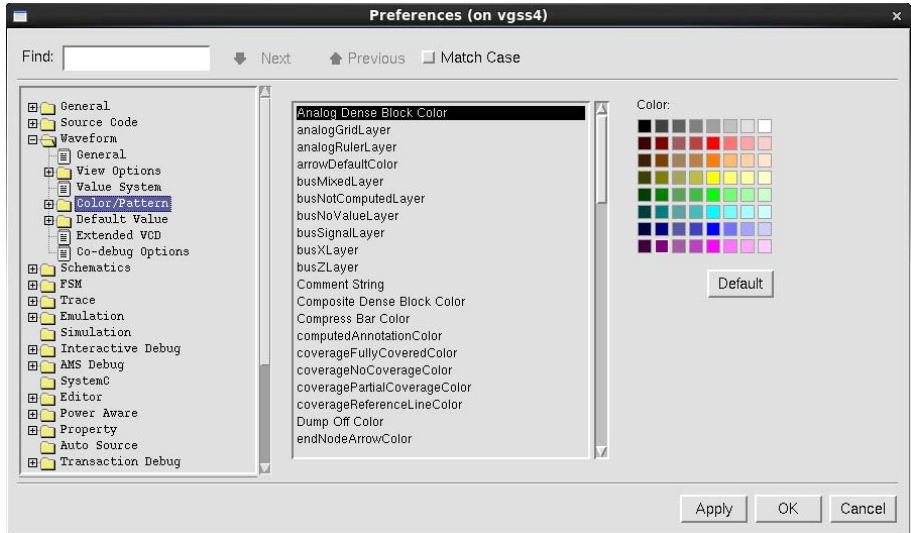 Preferences (on vgss4)
×
Find:
Next
Previous
Match Case
General
Source Code
Waveform
General
View Options
Value System
Color/Pattern
Default Value
Extended VCD
Co-debug Options
Schematics
FSM
Trace
Emulation
Simulation
Interactive Debug
AMS Debug
SystemC
Editor
Power Aware
Property
Auto Source
Transaction Debug
Analog Dense Block Color
analogGridLayer
analogRulerLayer
arrowDefaultColor
busMixedLayer
busNotComputedLayer
busNoValueLayer
busSignalLayer
busXLayer
busZLayer
Comment String
Composite Dense Block Color
Compress Bar Color
computedAnnotationColor
coverageFullyCoveredColor
coverageNoCoverageColor
coveragePartialCoverageColor
coverageReferenceLineColor
Dump Off Color
endNodeArrowColor
Color:
Default
Apply
OK
Cancel